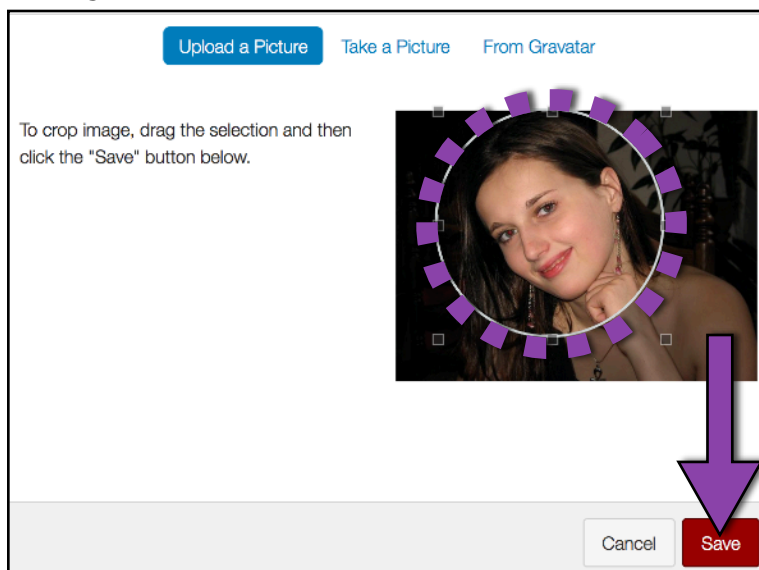 Upload a Picture Take a Picture From Gravatar
To crop image, drag the selection and then
click the "Save" button below.
Cancel Save